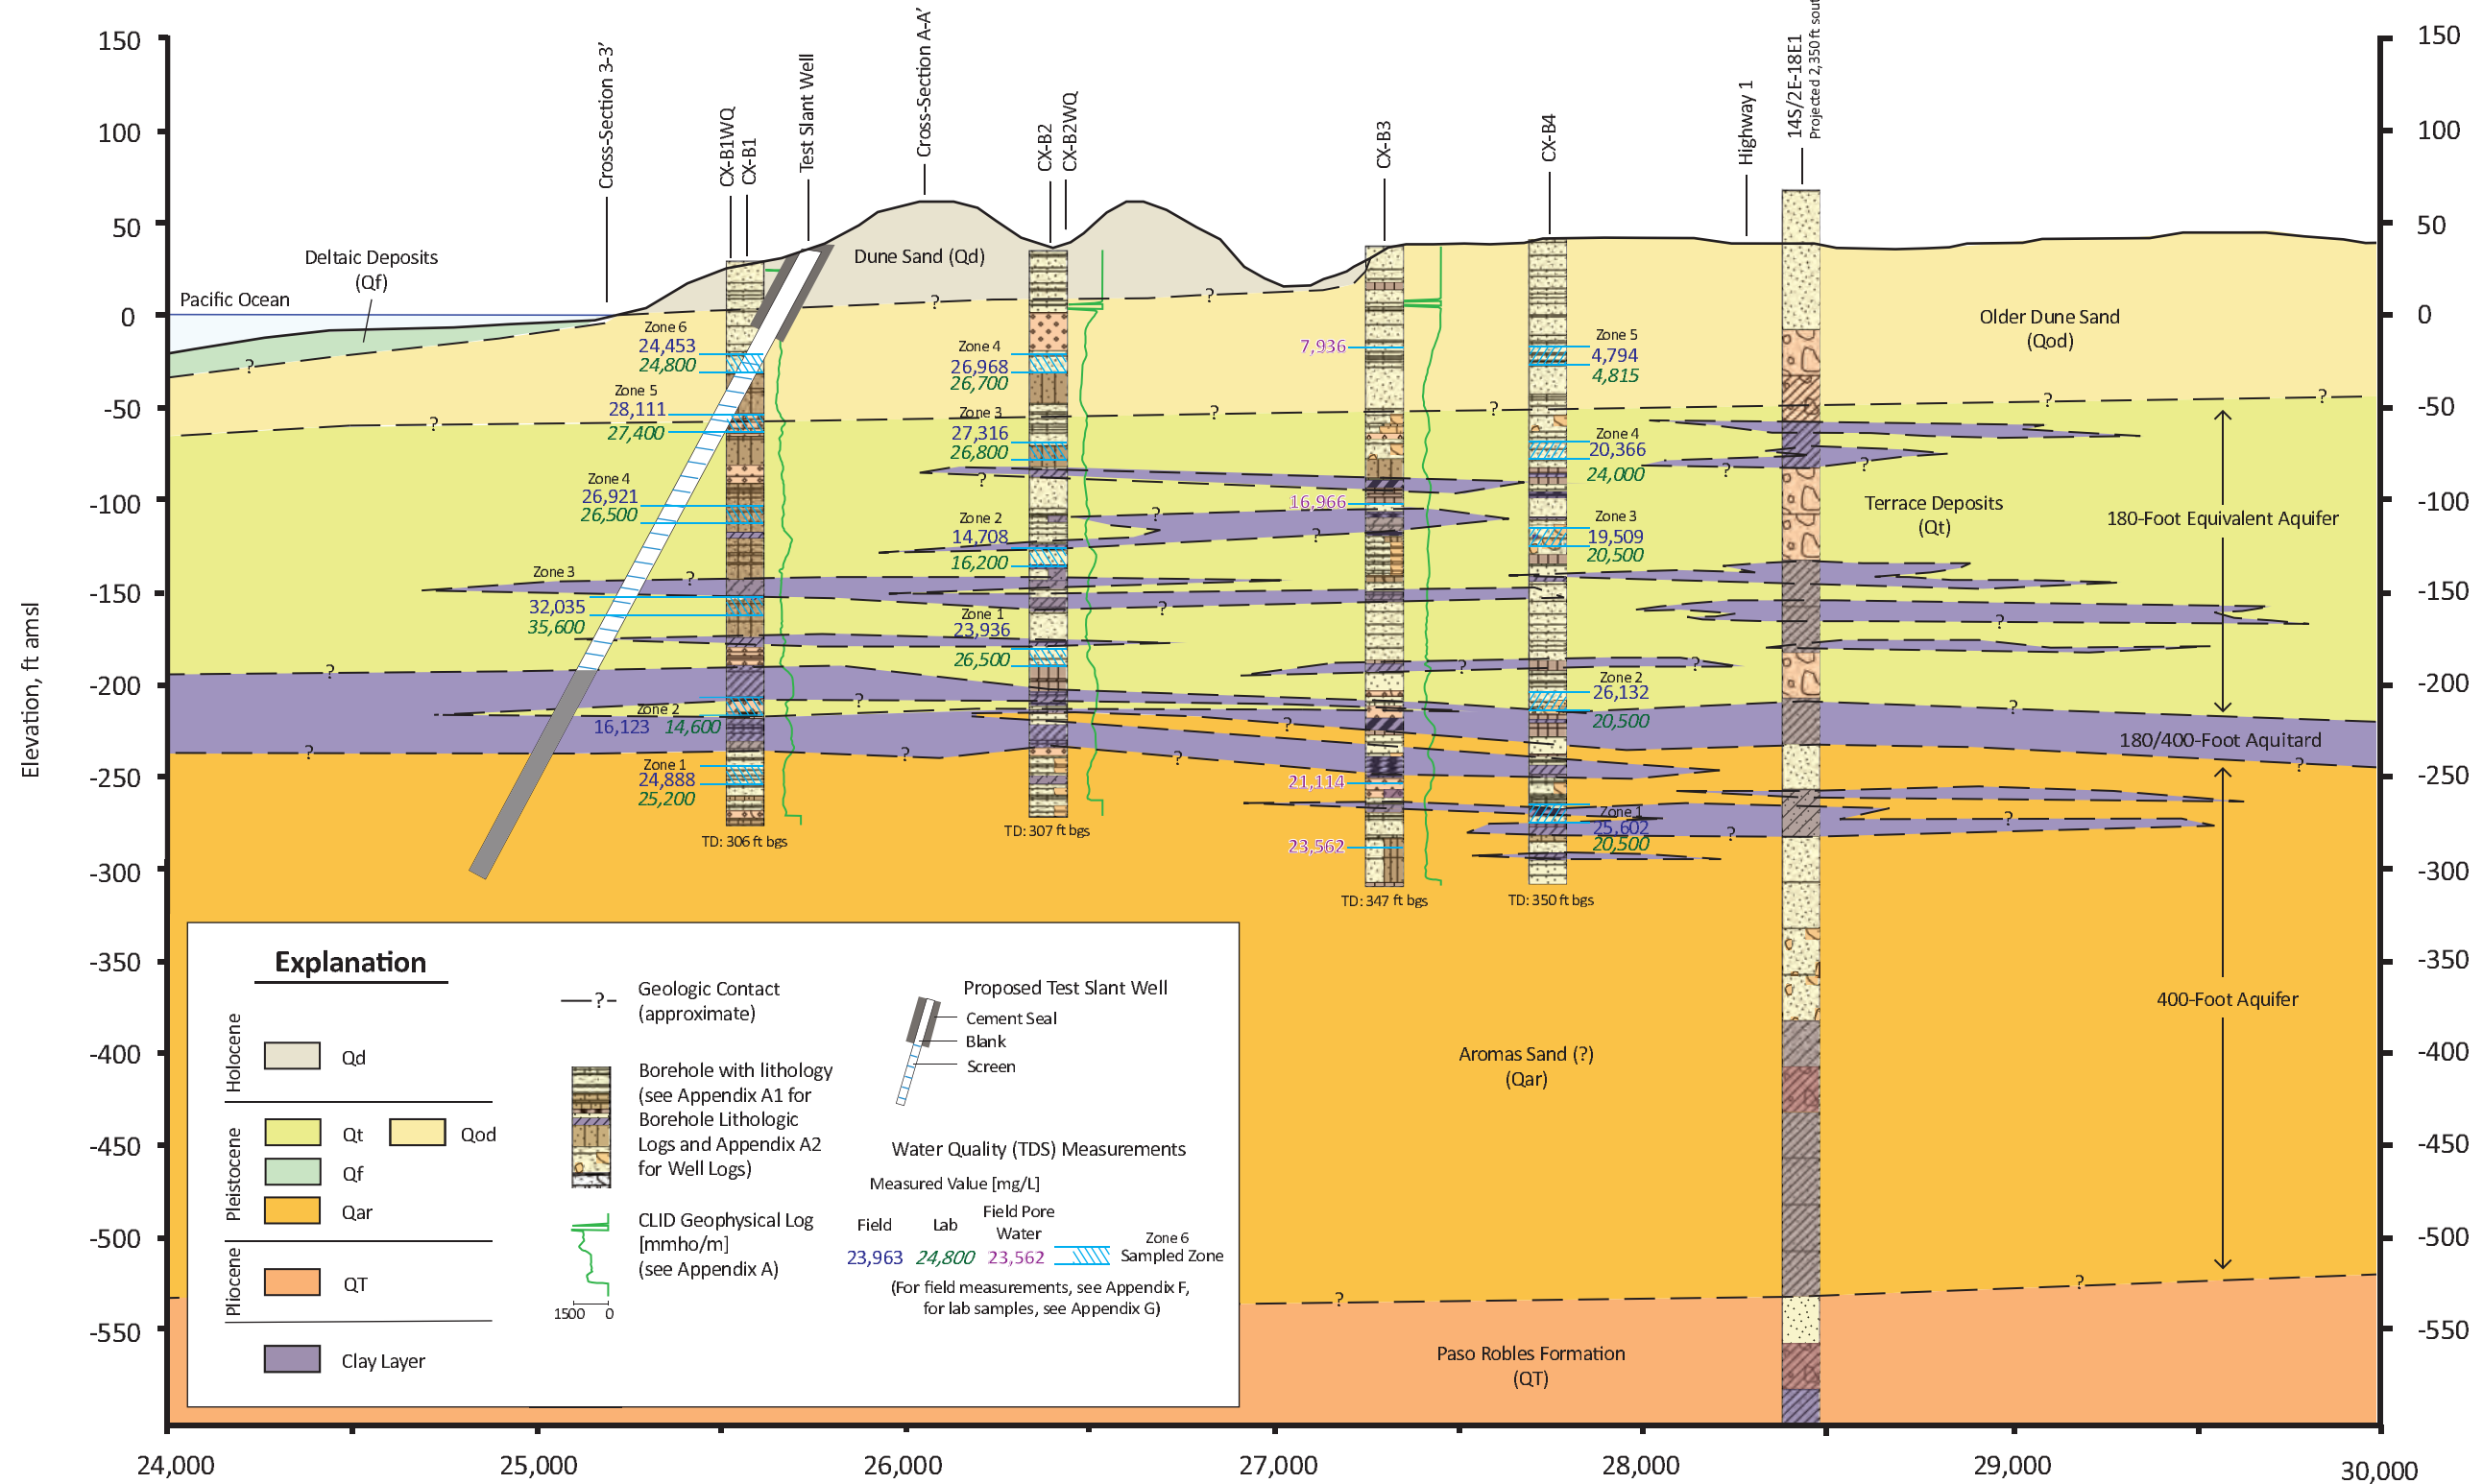 Cross-Section 3-3’
CX-B1WQ
CX-B1
Test Slant Well
Cross-Section A-A’
CX-B2
CX-B2WQ
CX-B3
CX-B4
Highway 1
14S/2E-18E1
Projected 2,350 ft
150
100
50
0
-50
-100
-150
-200
-250
-300
-350
-400
-450
-500
-550
Elevation, ft amsl
150
100
50
0
-50
-100
-150
-200
-250
-300
-350
-400
-450
-500
-550
Deltaic Deposits
(Qf)
Pacific Ocean
Dune Sand (Qd)
Older Dune Sand
(Qod)
Terrace Deposits
(Qt)
180-Foot Equivalent Aquifer
180/400-Foot Aquitard
400-Foot Aquifer
Aromas Sand (?)
(Qar)
Paso Robles Formation
(QT)
Zone 6
24,453
24,800
Zone 5
28,111
27,400
Zone 4
26,921
26,500
Zone 3
32,035
35,600
Zone 2
16,123 14,600
Zone 1
24,888
25,200
TD: 306 ft bgs
Zone 4
26,968
26,700
Zone 3
27,316
26,800
Zone 2
14,708
16,200
Zone 1
23,936
26,500
TD: 307 ft bgs
7,936
16,966
21,114
23,562
TD: 347 ft bgs
Zone 5
4,794
4,815
Zone 4
20,366
24,000
Zone 3
19,509
20,500
Zone 2
26,132
20,500
Zone 1
25,602
20,500
TD: 350 ft bgs
Explanation
Holocene
Qd
Pleistocene
Qt
Qod
Qf
Qar
Pliocene
QT
Clay Layer
—?-
Geologic Contact
(approximate)
Borehole with lithology
(see Appendix A1 for
Borehole Lithologic
Logs and Appendix A2
for Well Logs)
CLID Geophysical Log
[mmho/m]
(see Appendix A)
1500 0
Proposed Test Slant Well
Cement Seal
Blank
Screen
Water Quality (TDS) Measurements
Measured Value [mg/L]
Field
Lab
Field Pore
Water
23,963 24,800 23,562
Zone 6
Sampled Zone
(For field measurements, see Appendix F,
for lab samples, see Appendix G)
24,000
25,000
26,000
27,000
28,000
29,000
30,000